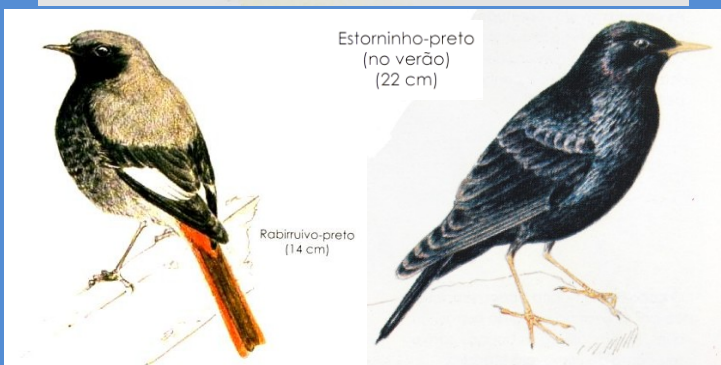 Estorninho-preto
(no verão)
(22 cm)
Rabirruivo-preto
(14 cm)